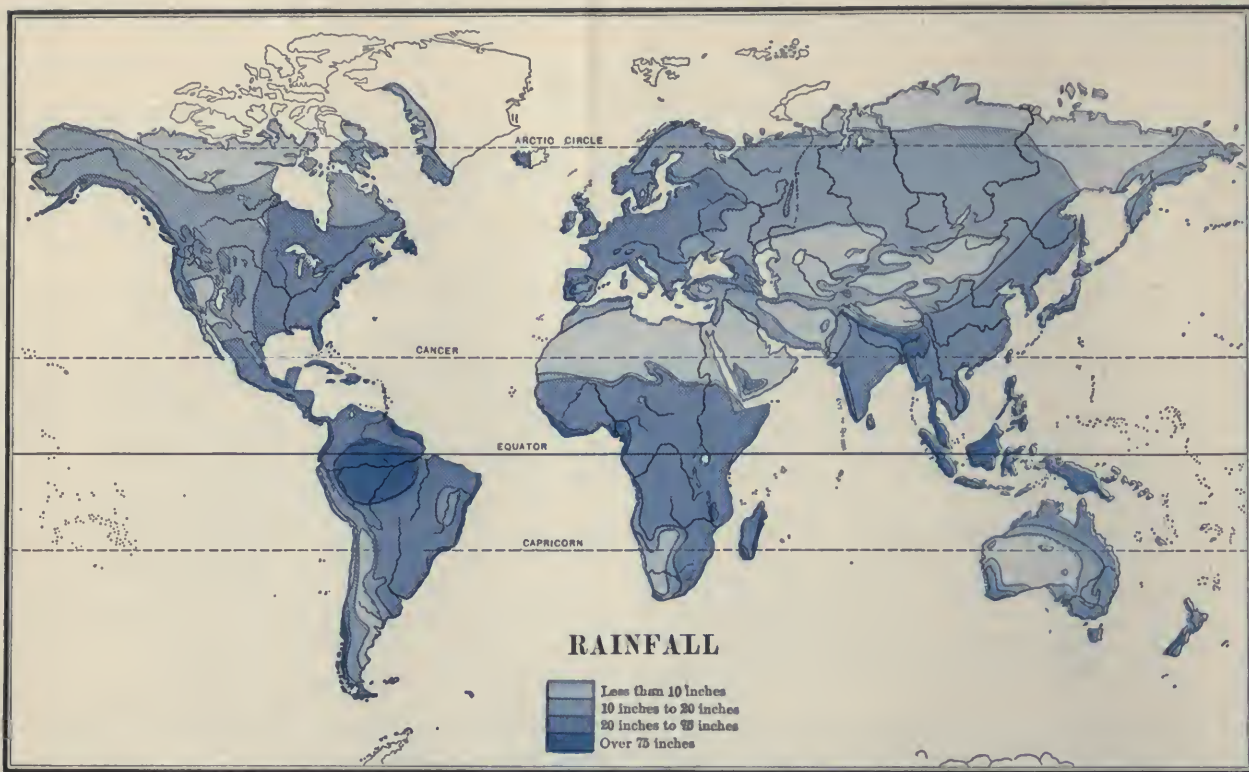 ARCTIC CIRCLE
CANCER
EQUATOR
CAPRICORN
RAINFALL
Less than 10 inches
10 inches to 20 inches
20 inches to 75 inches
Over 75 inches